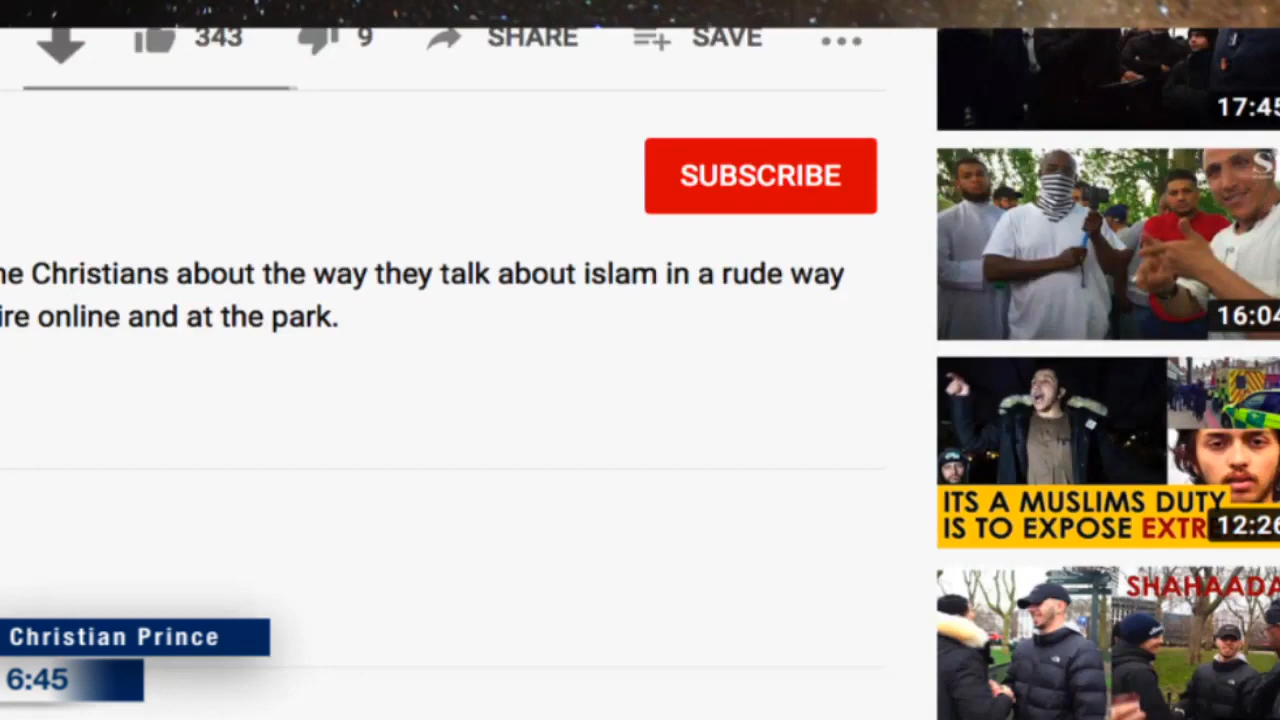 343 9 SHARE SAVE
17:45
SUBSCRIBE
he Christians about the way they talk about islam in a rude way
ire online and at the park.
16:04
ITS A MUSLIMS DUTY
IS TO EXPOSE EXTR
12:26
SHAHAADA
Christian Prince
6:45